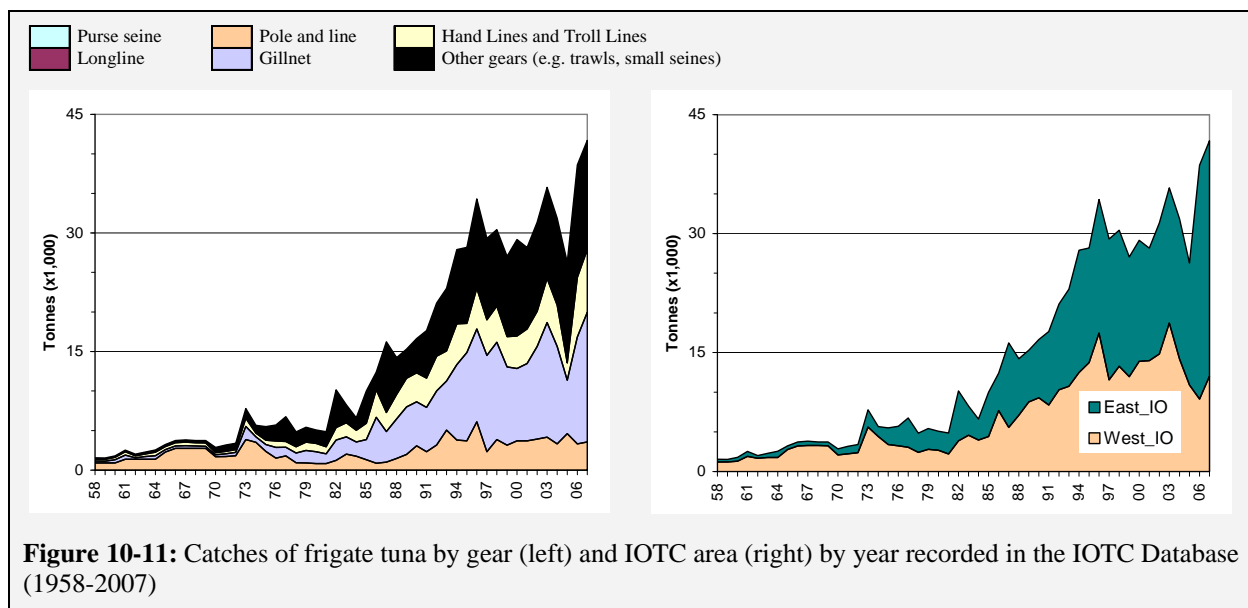 Purse seine
Longline
Pole and line
Gillnet
Hand Lines and Troll Lines
Other gears (e.g. trawls, small seines)
45
30
15
0
Tonnes (x1,000)
58 61 64 67 70 73 76 79 82 85 88 91 94 97 00 03 06
45
30
15
0
Tonnes (x1,000)
58 61 64 67 70 73 76 79 82 85 88 91 94 97 00 03 06
East_IO
West_IO
Figure 10-11: Catches of frigate tuna by gear (left) and IOTC area (right) by year recorded in the IOTC Database
(1958-2007)